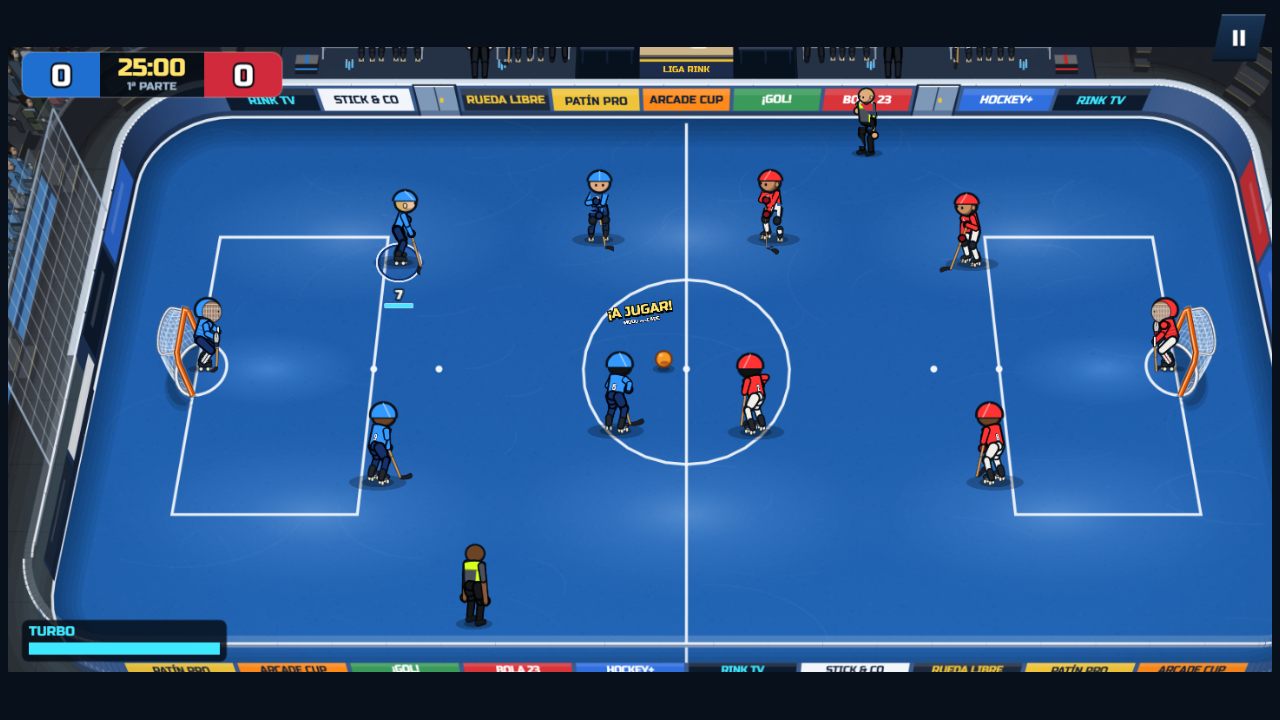 LIGA RINK
0
25:00
1ª PARTE
0
RINK TV
STICK & CO
RUEDA LIBRE
PATÍN PRO
ARCADE CUP
¡GOL!
HOCKEY+
RINK TV
7
¡A JUGAR!
TURBO
PATÍN PRO
ARCADE CUP
¡GOL!
BOLA 23
HOCKEY+
RINK TV
STICK & CO
RUEDA LIBRE
PATÍN PRO
ARCADE CUP